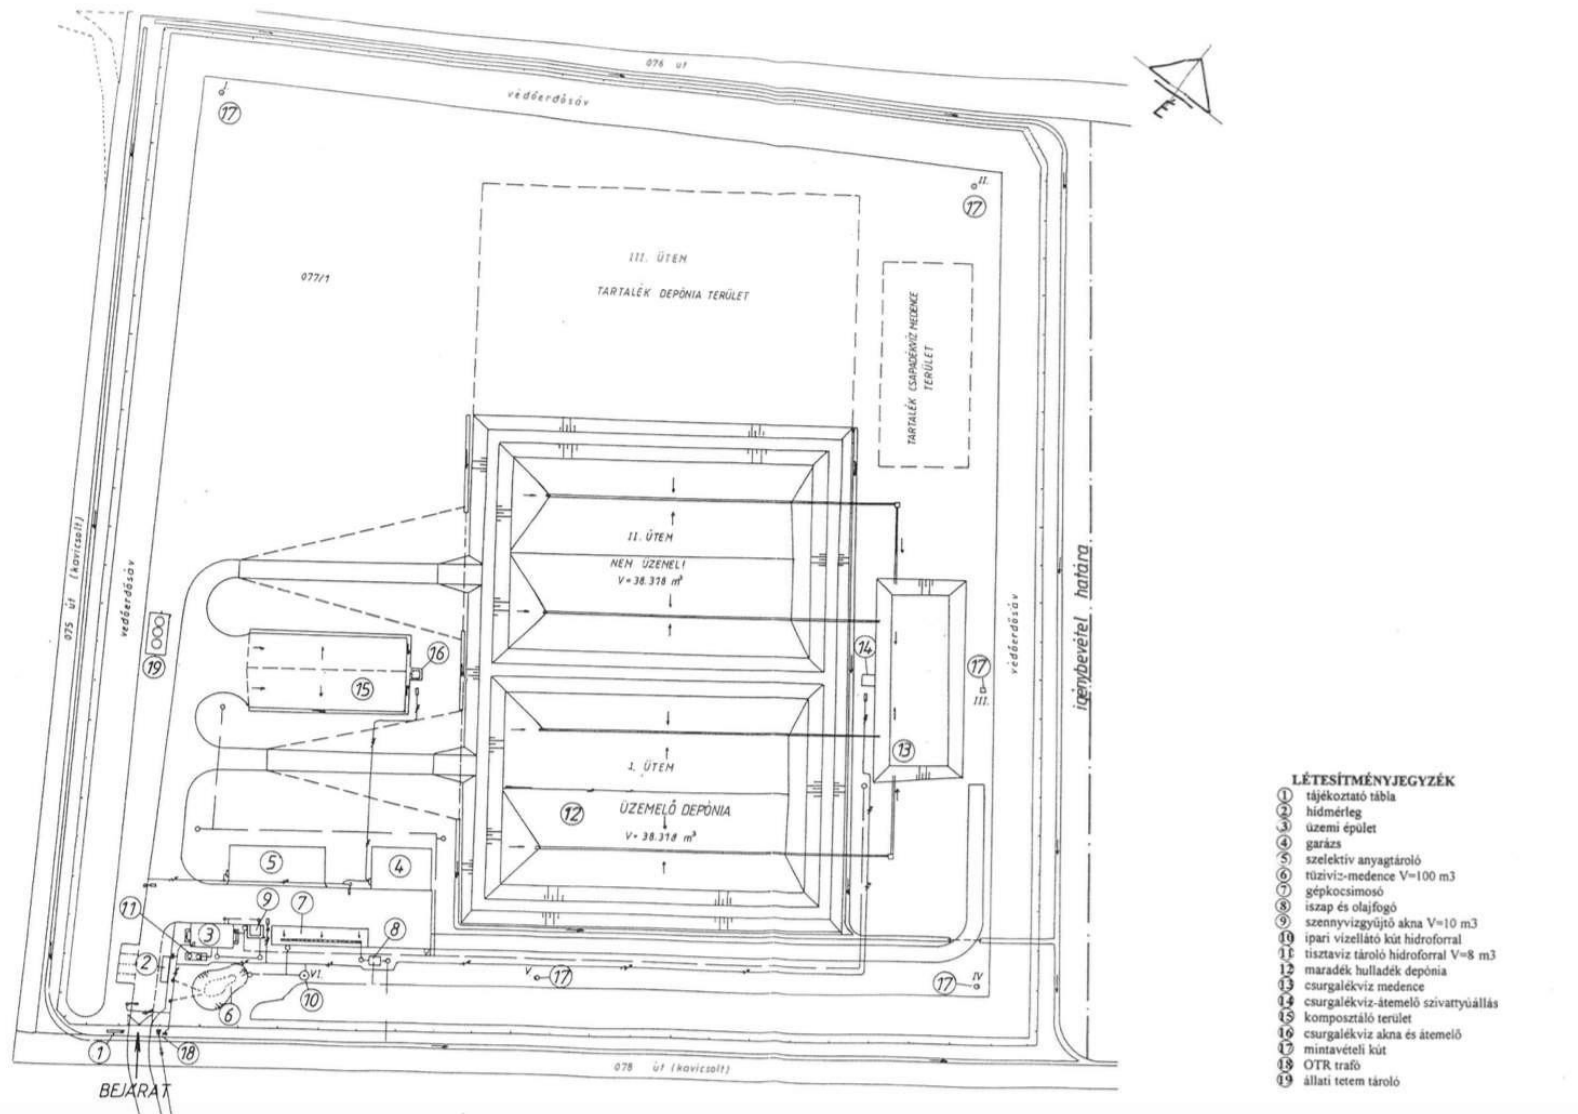 076 út
védőerdősáv
É
I.
17
II.
17
III. ÜTEM
TARTALÉK DEPÓNIA TERÜLET
077/1
TARTALÉK CSAPADÉKVÍZ MEDENCE
TERÜLET
II. ÜTEM
NEM ÜZEMEL!
V=38.318 m³
075 út (kavicsolt)
védőerdősáv
védőerdősáv
igénybevétel határa
19
16
15
14
17
III.
13
I. ÜTEM
12
ÜZEMELŐ DEPÓNIA
V=38.318 m³
5
4
11
3
9
7
8
2
VI.
V
17
IV
17
10
6
1
18
078 út (kavicsolt)
BEJÁRAT
LÉTESÍTMÉNYJEGYZÉK
1 tájékoztató tábla
2 hídmérleg
3 üzemi épület
4 garázs
5 szelektív anyagtároló
6 tűzivíz-medence V=100 m3
7 gépkocsimosó
8 iszap és olajfogó
9 szennyvízgyűjtő akna V=10 m3
10 ipari vízellátó kút hidroforral
11 tisztavíz tároló hidroforral V=8 m3
12 maradék hulladék depónia
13 csurgalékvíz medence
14 csurgalékvíz-átemelő szivattyúállás
15 komposztáló terület
16 csurgalékvíz akna és átemelő
17 mintavételi kút
18 OTR trafó
19 állati tetem tároló